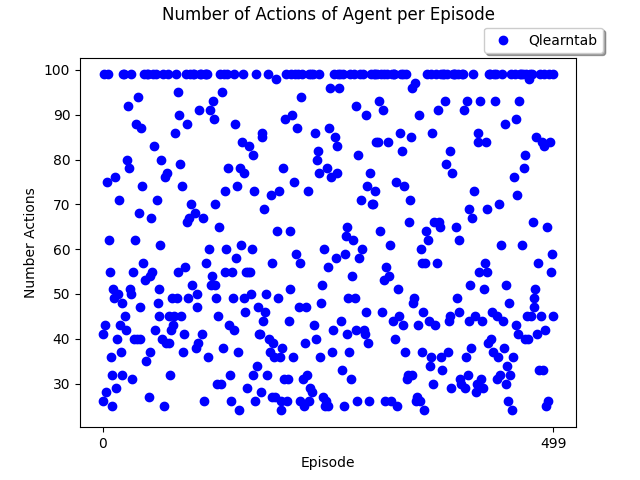 Number of Actions of Agent per Episode
Qlearntab
100
90
80
70
60
50
40
30
Number Actions
0
499
Episode